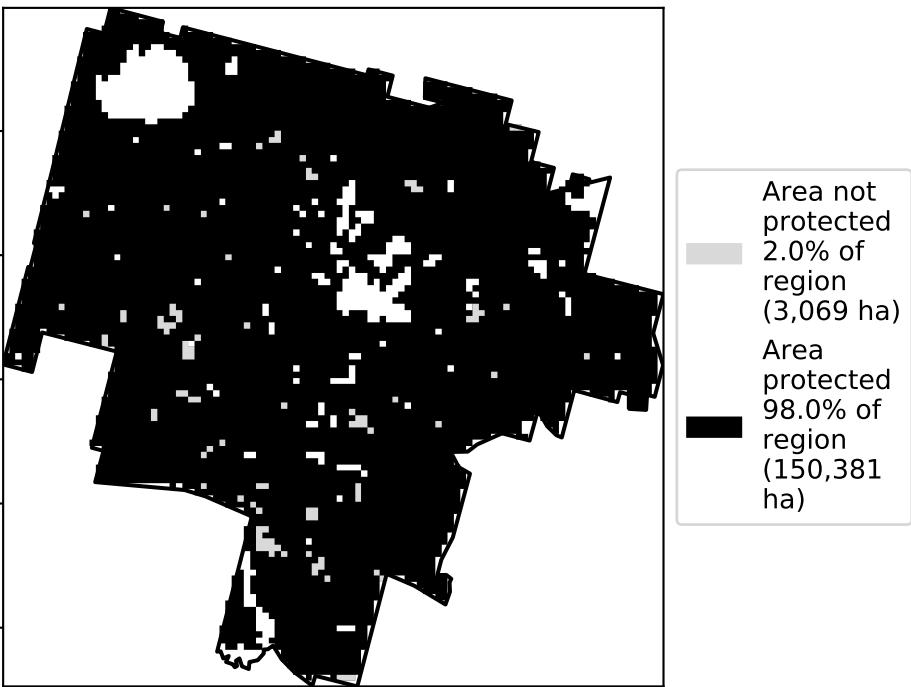 Area not
protected
2.0% of
region
(3,069 ha)
Area
protected
98.0% of
region
(150,381
ha)